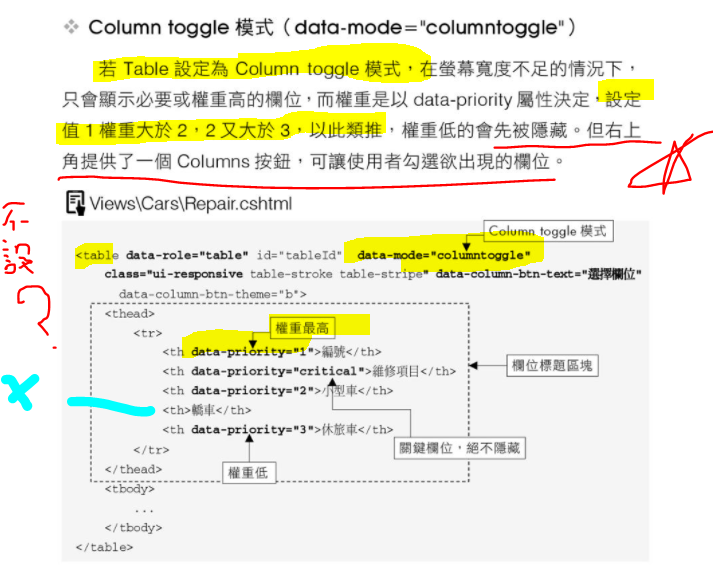 ❖ Column toggle 模式（data-mode="columntoggle"）
若 Table 設定為 Column toggle 模式，在螢幕寬度不足的情況下，
只會顯示必要或權重高的欄位，而權重是以 data-priority 屬性決定，設定
值 1 權重大於 2，2 又大於 3，以此類推，權重低的會先被隱藏。但右上
角提供了一個 Columns 按鈕，可讓使用者勾選欲出現的欄位。
不設？
Views\Cars\Repair.cshtml
Column toggle 模式
<table data-role="table" id="tableId" data-mode="columntoggle"
class="ui-responsive table-stroke table-stripe" data-column-btn-text="選擇欄位"
data-column-btn-theme="b">
<thead>
<tr>
權重最高
<th data-priority="1">編號</th>
<th data-priority="critical">維修項目</th>
欄位標題區塊
<th data-priority="2">小型車</th>
<th>轎車</th>
<th data-priority="3">休旅車</th>
關鍵欄位，絕不隱藏
</tr>
權重低
</thead>
<tbody>
...
</tbody>
</table>